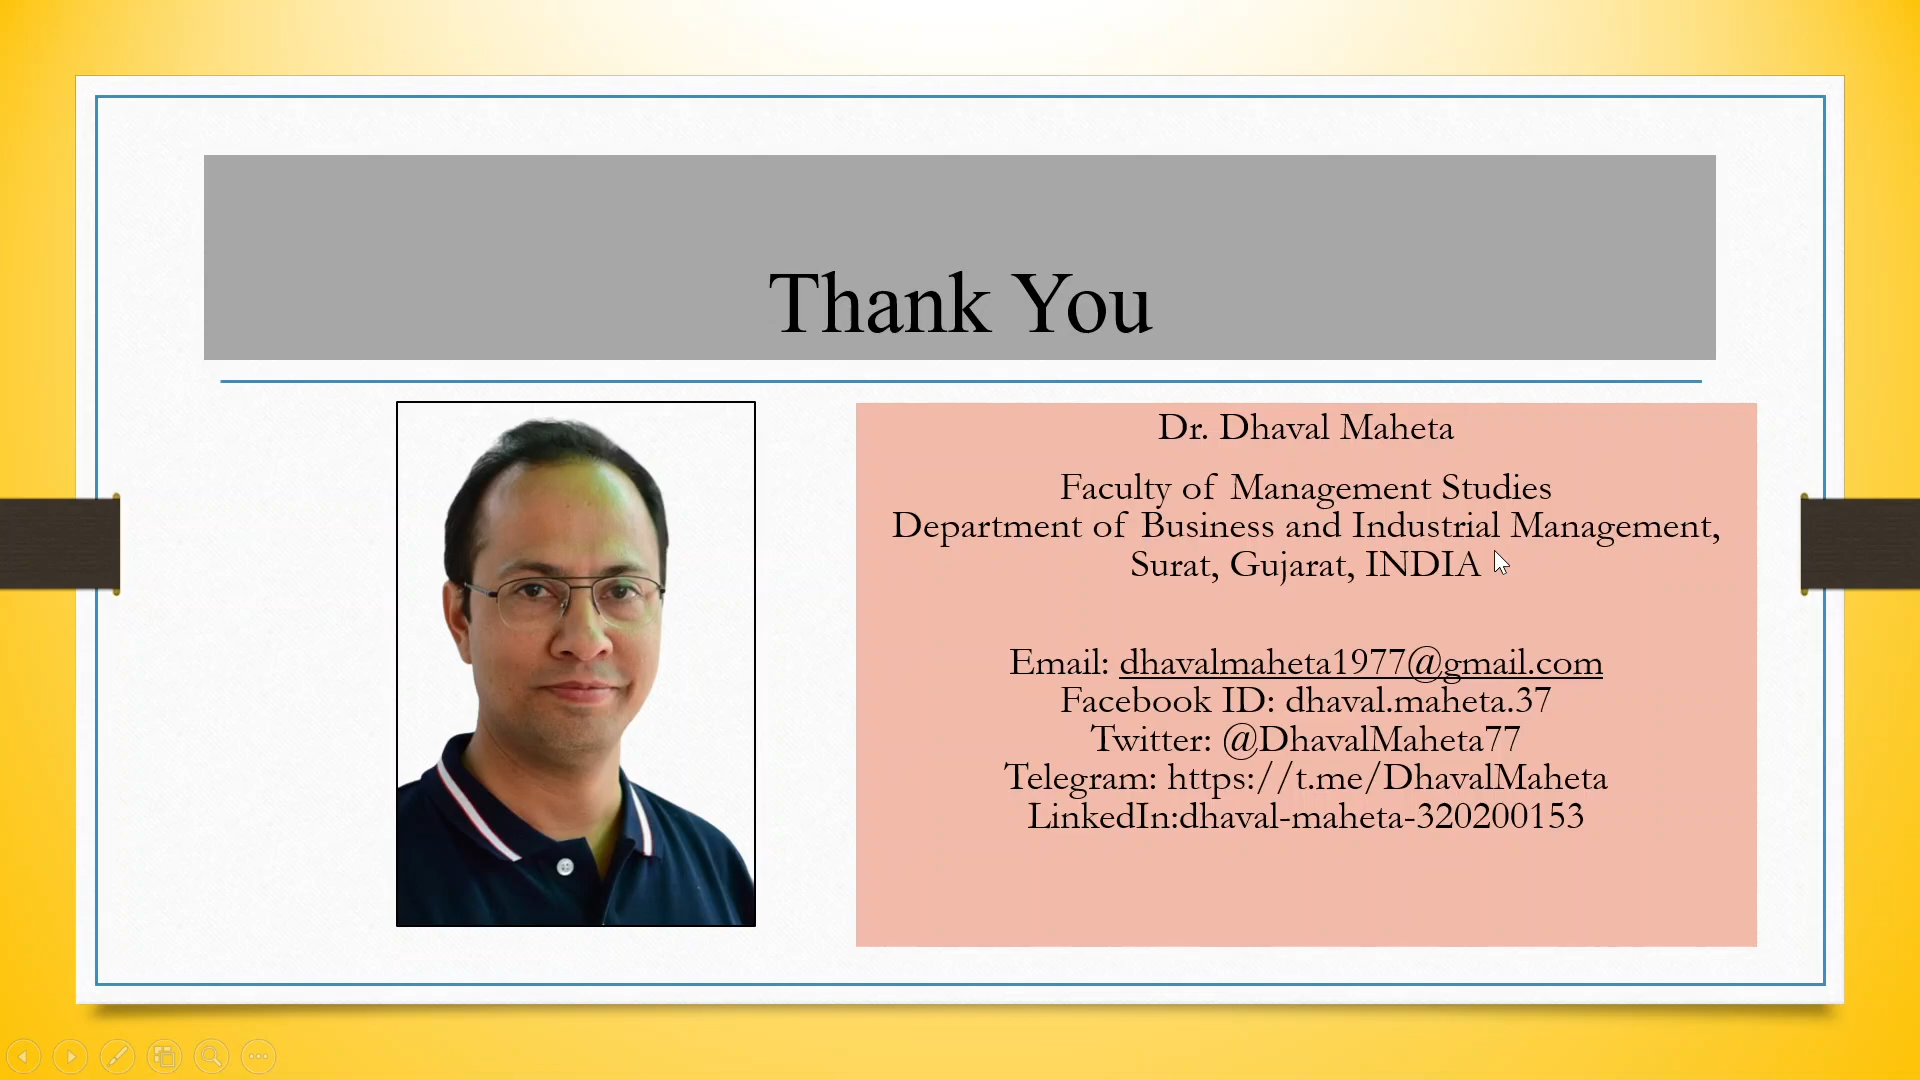 Thank You
Dr. Dhaval Maheta
Faculty of Management Studies
Department of Business and Industrial Management,
Surat, Gujarat, INDIA
Email: dhavalmaheta1977@gmail.com
Facebook ID: dhaval.maheta.37
Twitter: @DhavalMaheta77
Telegram: https://t.me/DhavalMaheta
LinkedIn:dhaval-maheta-320200153